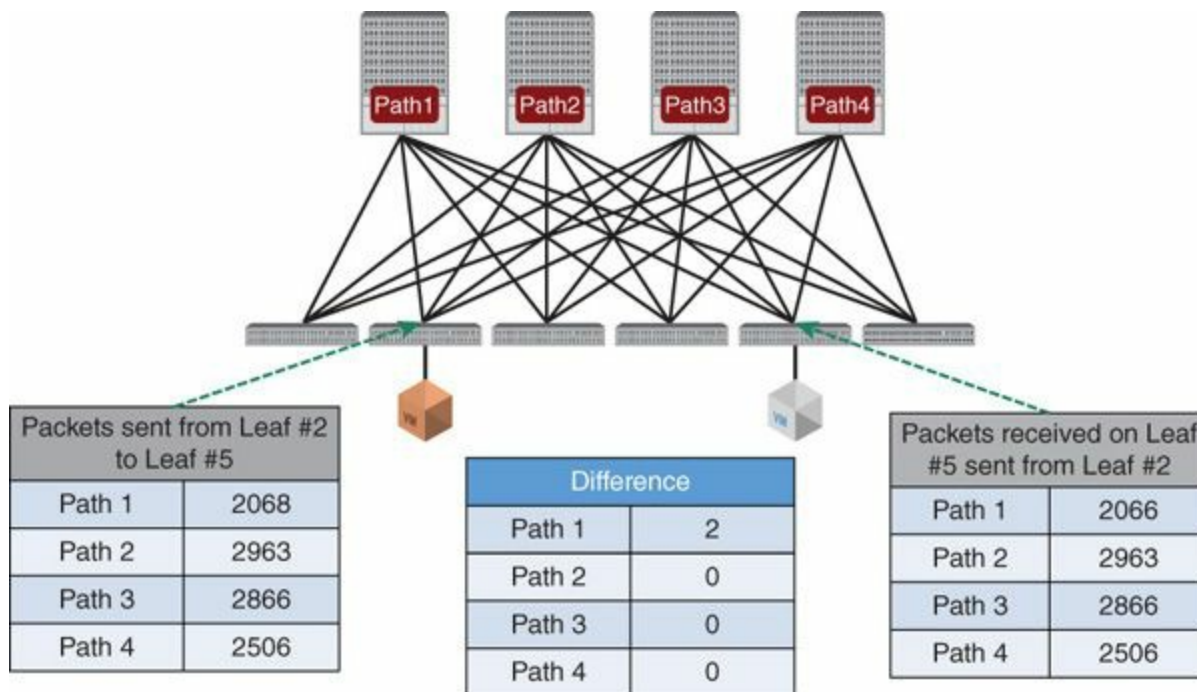 Path1
Path2
Path3
Path4
VM
VM
Packets sent from Leaf #2
to Leaf #5
Path 1 2068
Path 2 2963
Path 3 2866
Path 4 2506
Difference
Path 1 2
Path 2 0
Path 3 0
Path 4 0
Packets received on Leaf
#5 sent from Leaf #2
Path 1 2066
Path 2 2963
Path 3 2866
Path 4 2506